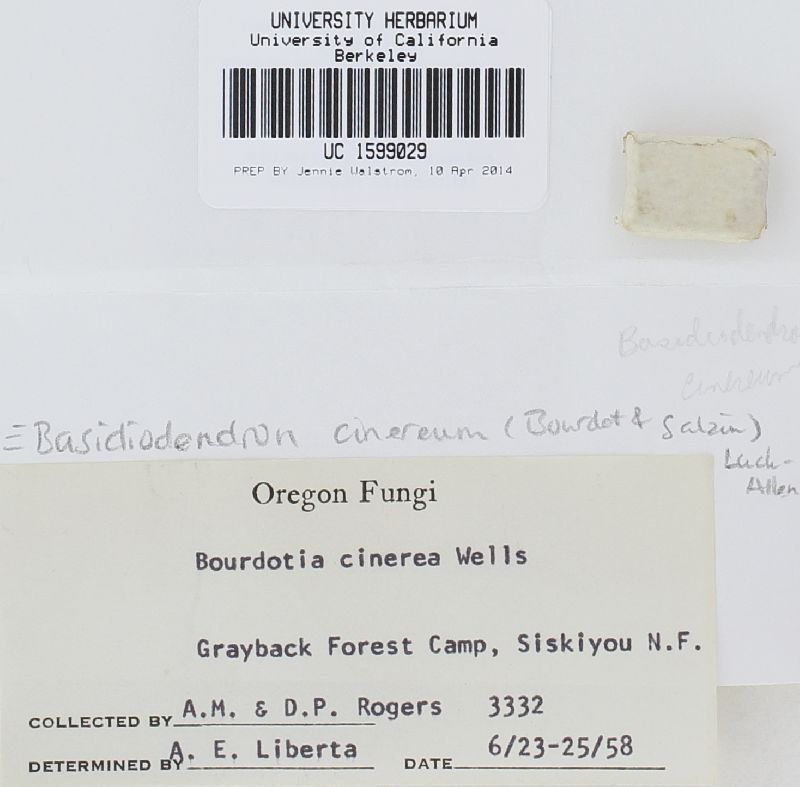 UNIVERSITY HERBARIUM
University of California
Berkeley
UC 1599029
PREP BY Jennie Walstrom, 10 Apr 2014
Basidiodendron
cinereum
≡ Basidiodendron cinereum (Bourdot & Galzin)
Luck-
Allen
Oregon Fungi
Bourdotia cinerea Wells
Grayback Forest Camp, Siskiyou N.F.
COLLECTED BY A.M. & D.P. Rogers 3332
DETERMINED BY A. E. Liberta DATE 6/23-25/58